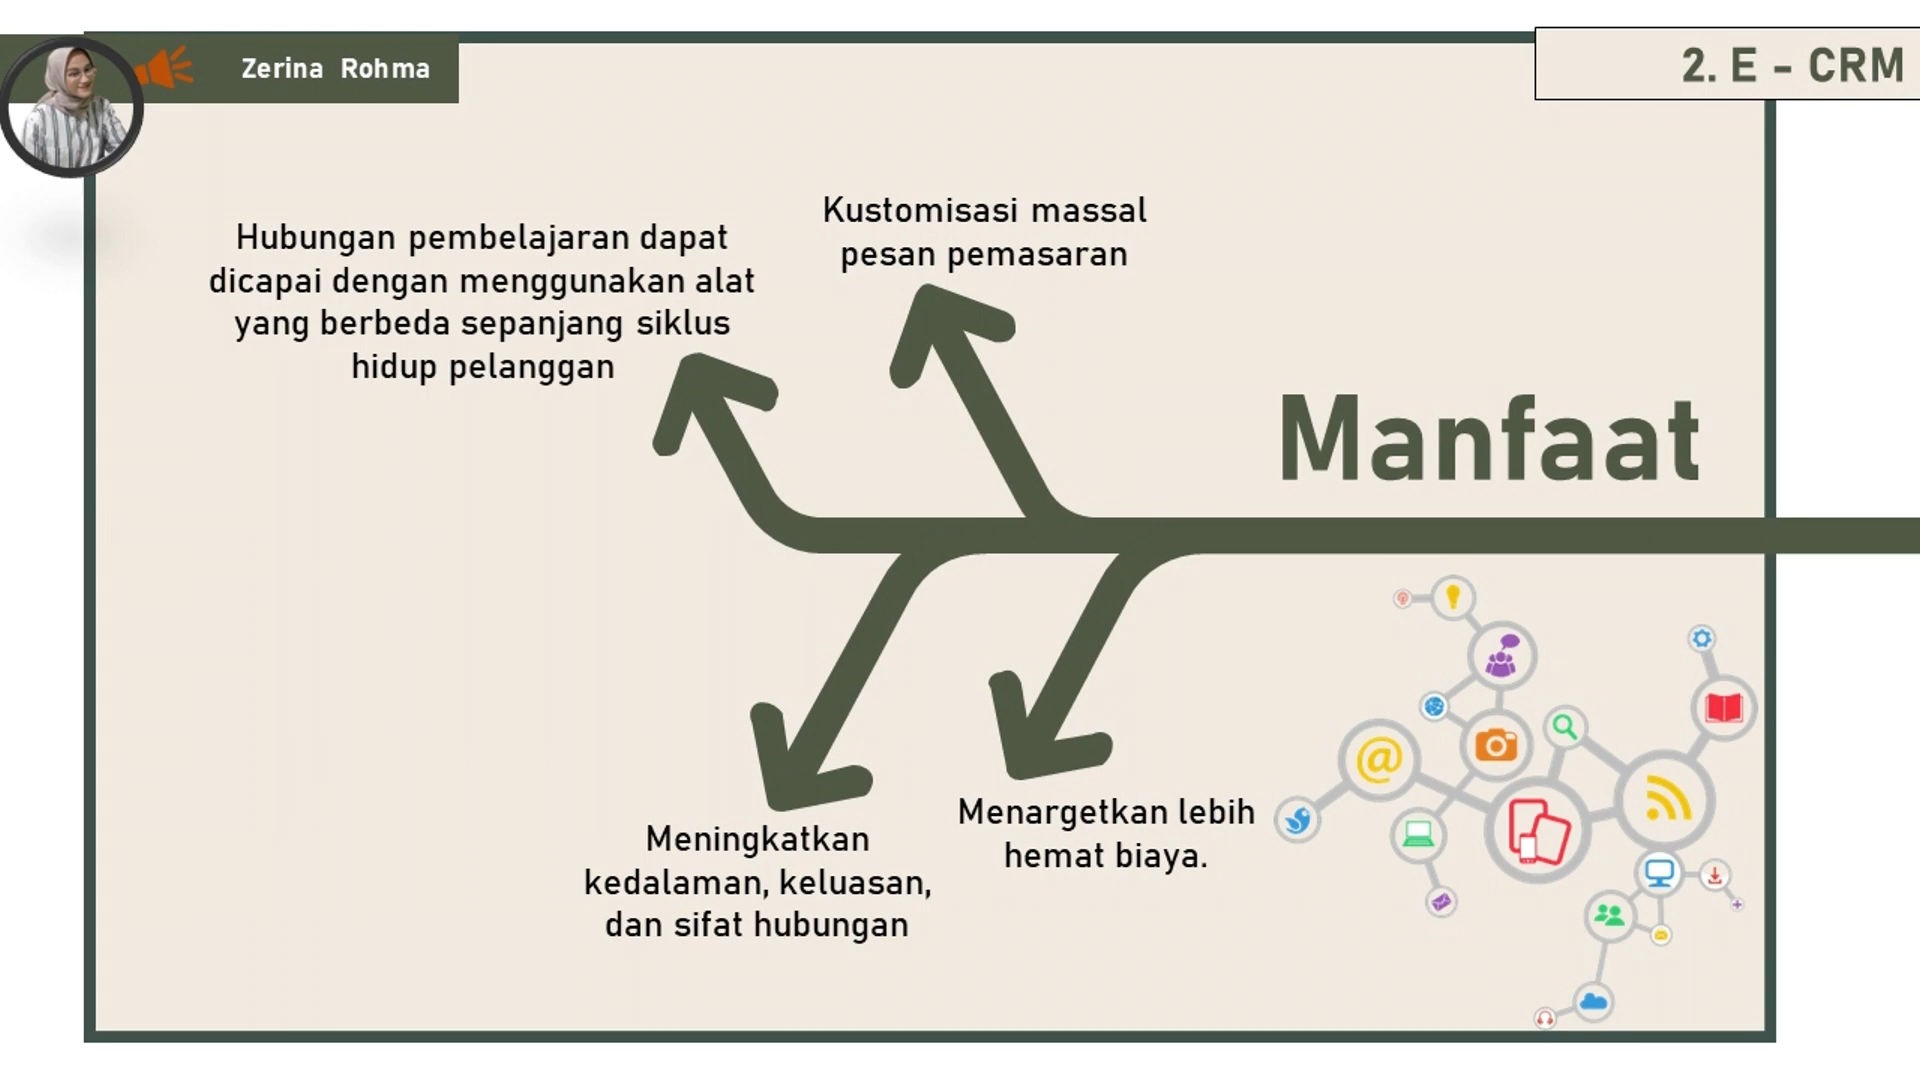 Zerina Rohma
2. E - CRM
Hubungan pembelajaran dapat
dicapai dengan menggunakan alat
yang berbeda sepanjang siklus
hidup pelanggan
Kustomisasi massal
pesan pemasaran
Manfaat
Meningkatkan
kedalaman, keluasan,
dan sifat hubungan
Menargetkan lebih
hemat biaya.
@